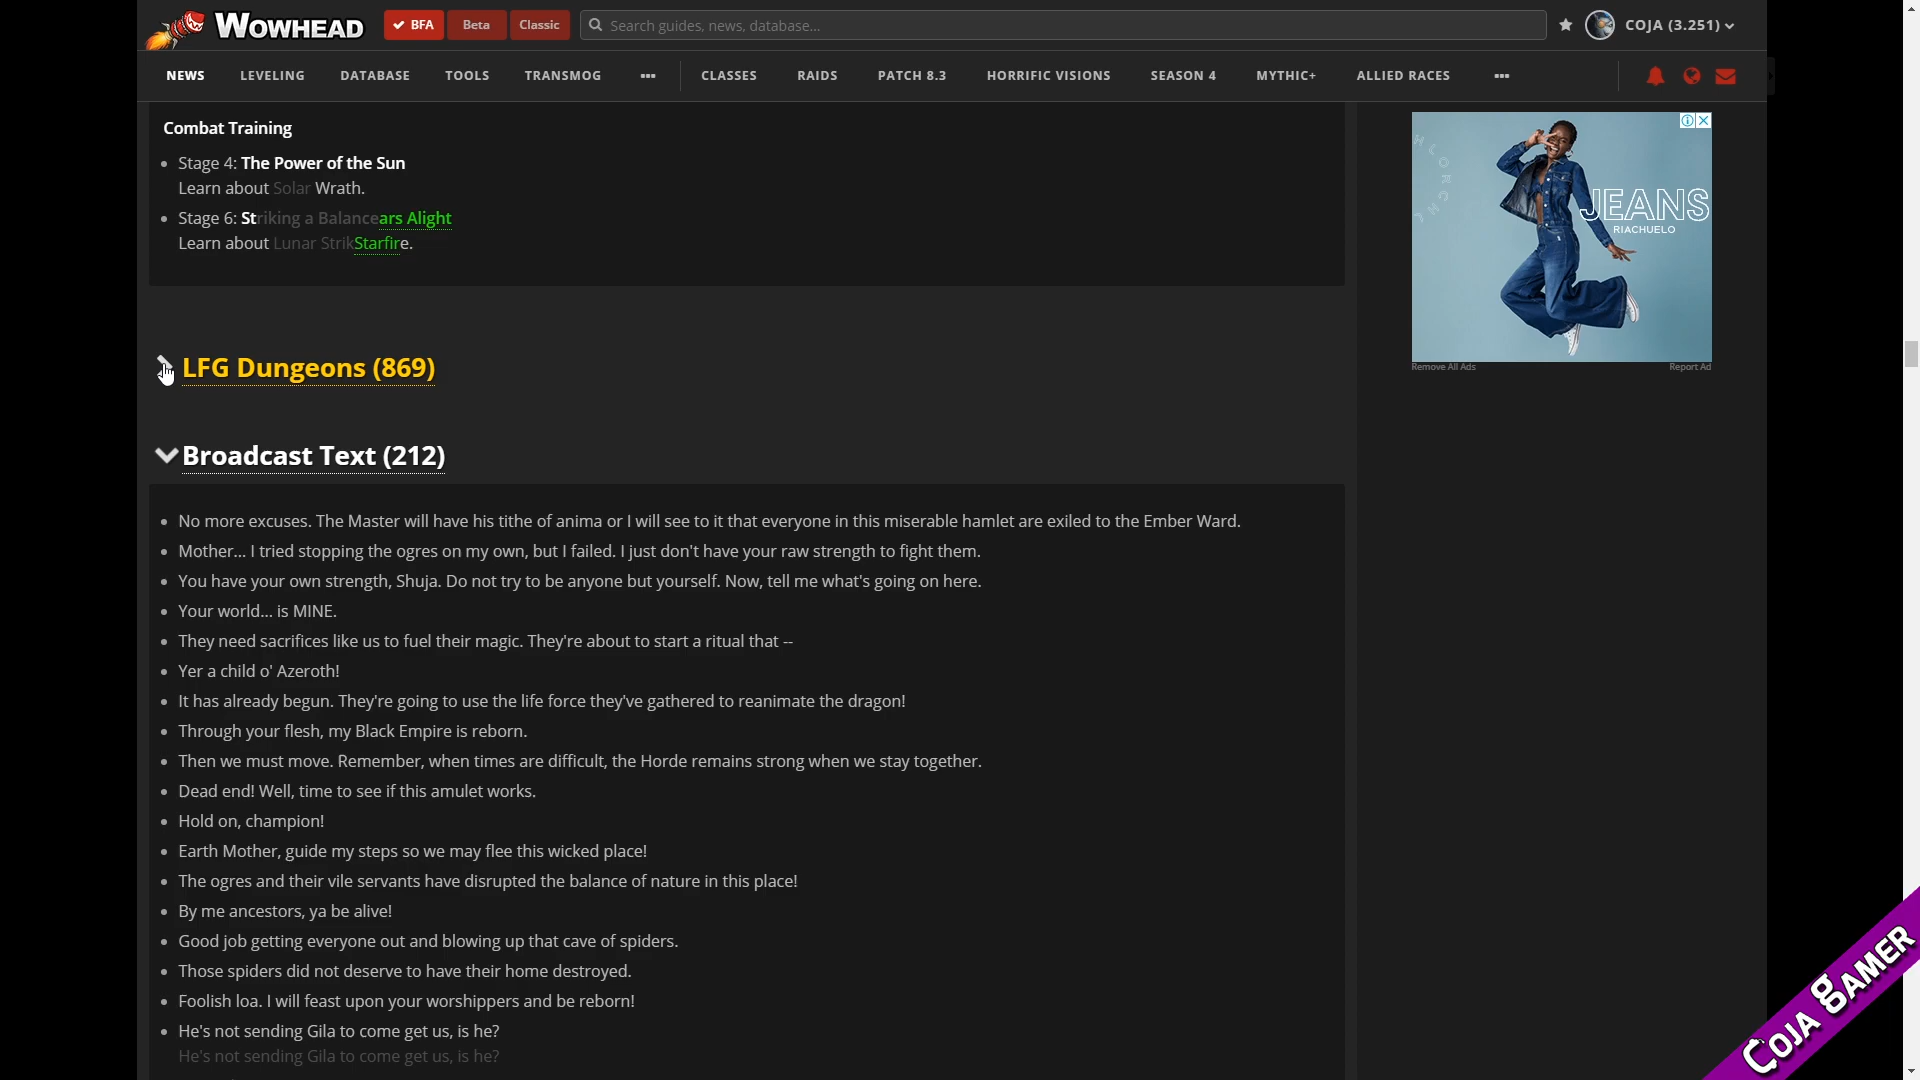 WOWHEAD
BFA
Beta
Classic
Search guides, news, database...
COJA (3.251)
NEWS
LEVELING
DATABASE
TOOLS
TRANSMOG
CLASSES
RAIDS
PATCH 8.3
HORRIFIC VISIONS
SEASON 4
MYTHIC+
ALLIED RACES
Combat Training
Stage 4: The Power of the Sun
Learn about Solar Wrath.
Stage 6: Striking a Balancears Alight
Learn about Lunar StrikStarfire.
JEANS
RIACHUELO
Remove All Ads
Report Ad
LFG Dungeons (869)
Broadcast Text (212)
No more excuses. The Master will have his tithe of anima or I will see to it that everyone in this miserable hamlet are exiled to the Ember Ward.
Mother... I tried stopping the ogres on my own, but I failed. I just don't have your raw strength to fight them.
You have your own strength, Shuja. Do not try to be anyone but yourself. Now, tell me what's going on here.
Your world... is MINE.
They need sacrifices like us to fuel their magic. They're about to start a ritual that --
Yer a child o' Azeroth!
It has already begun. They're going to use the life force they've gathered to reanimate the dragon!
Through your flesh, my Black Empire is reborn.
Then we must move. Remember, when times are difficult, the Horde remains strong when we stay together.
Dead end! Well, time to see if this amulet works.
Hold on, champion!
Earth Mother, guide my steps so we may flee this wicked place!
The ogres and their vile servants have disrupted the balance of nature in this place!
By me ancestors, ya be alive!
Good job getting everyone out and blowing up that cave of spiders.
Those spiders did not deserve to have their home destroyed.
Foolish loa. I will feast upon your worshippers and be reborn!
He's not sending Gila to come get us, is he?
He's not sending Gila to come get us, is he?
COJA GAMER